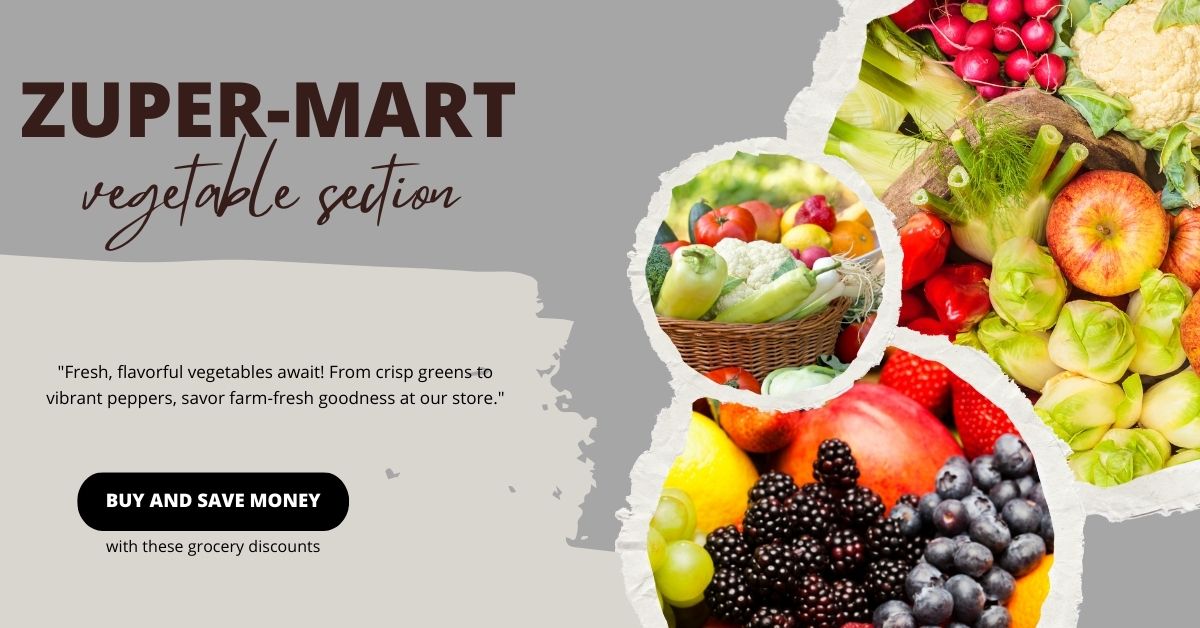 ZUPER-MART
vegetable section
"Fresh, flavorful vegetables await! From crisp greens to
vibrant peppers, savor farm-fresh goodness at our store."
BUY AND SAVE MONEY
with these grocery discounts